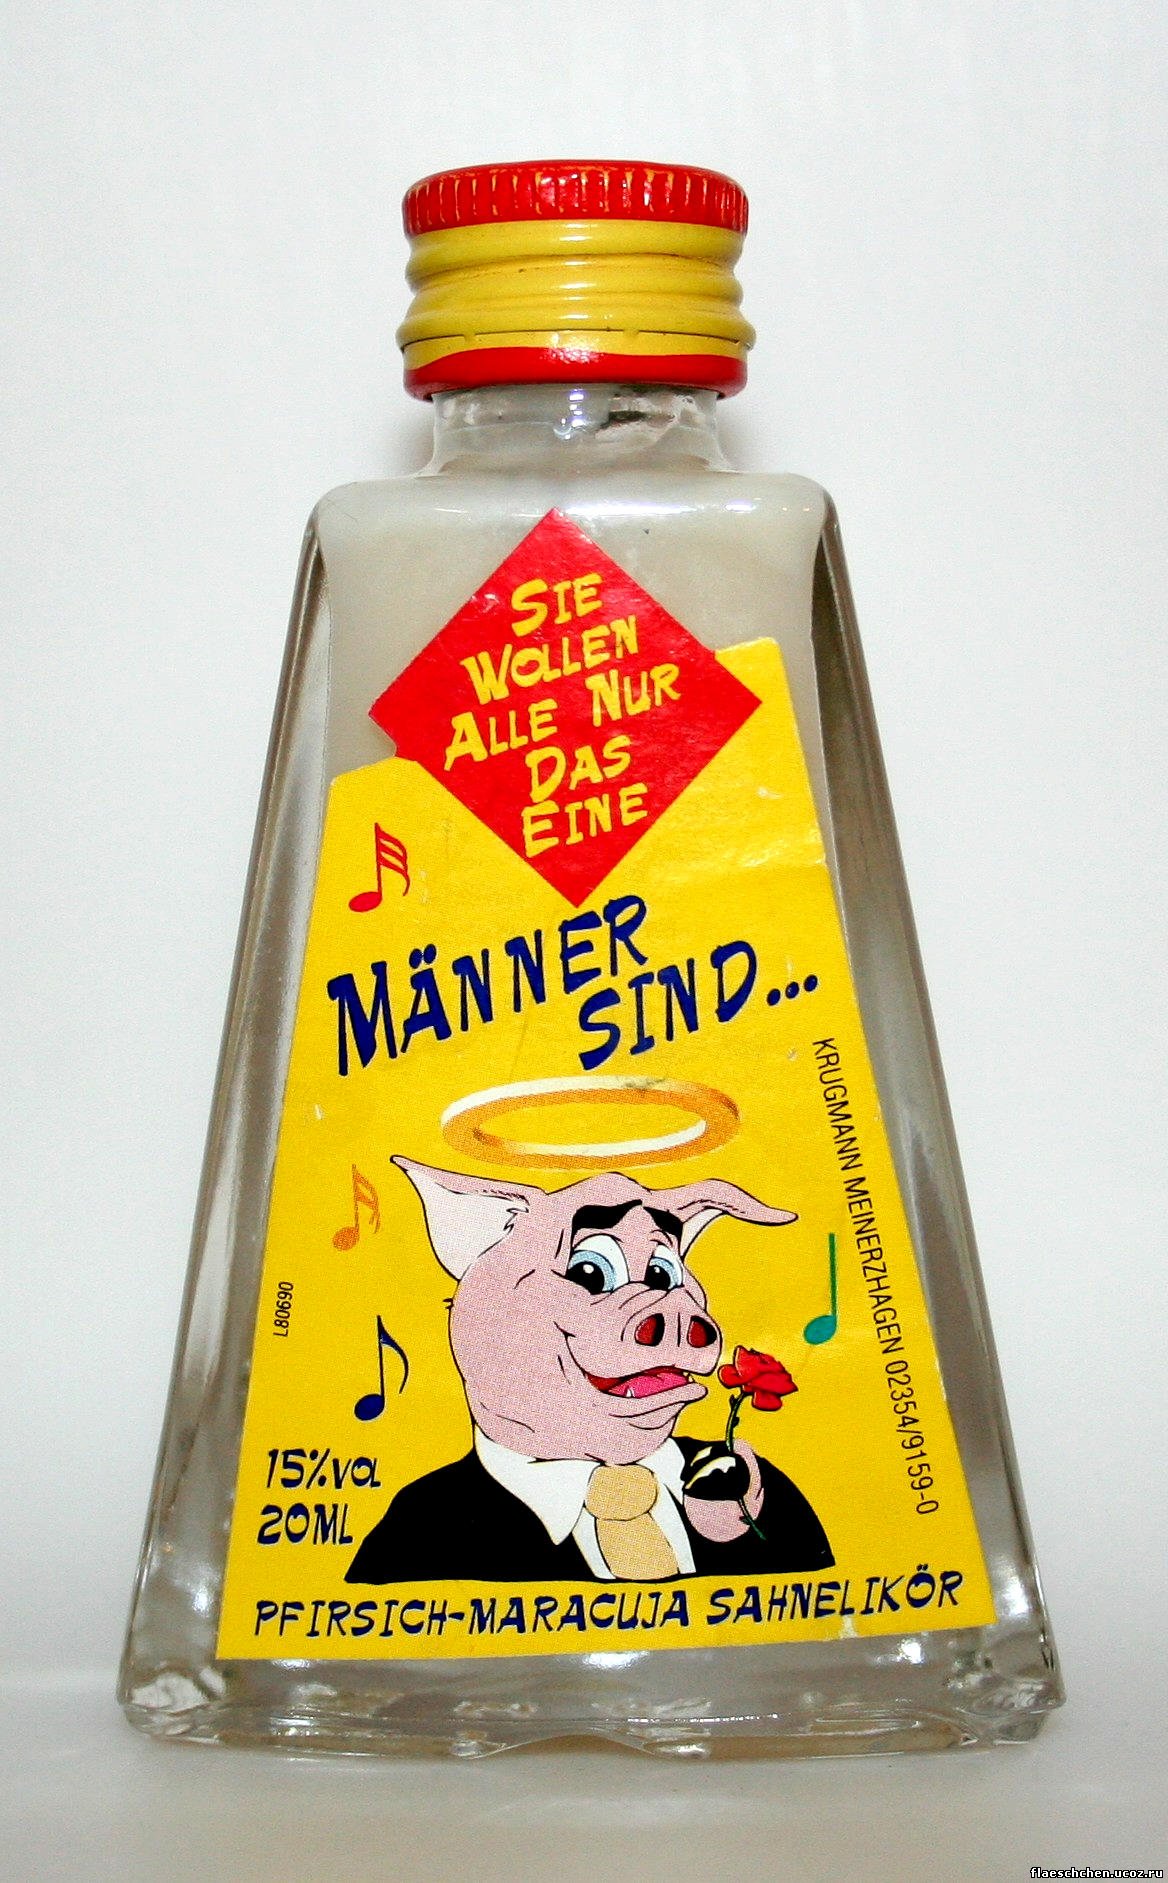 SIE
WOLLEN
ALLE NUR
DAS
EINE
MÄNNER
SIND...
KRUGMANN MEINERZHAGEN 02354/9159-0
L80690
15%VOL
20ML
PFIRSICH-MARACUJA SAHNELIKÖR
flaeschchen.ucoz.ru